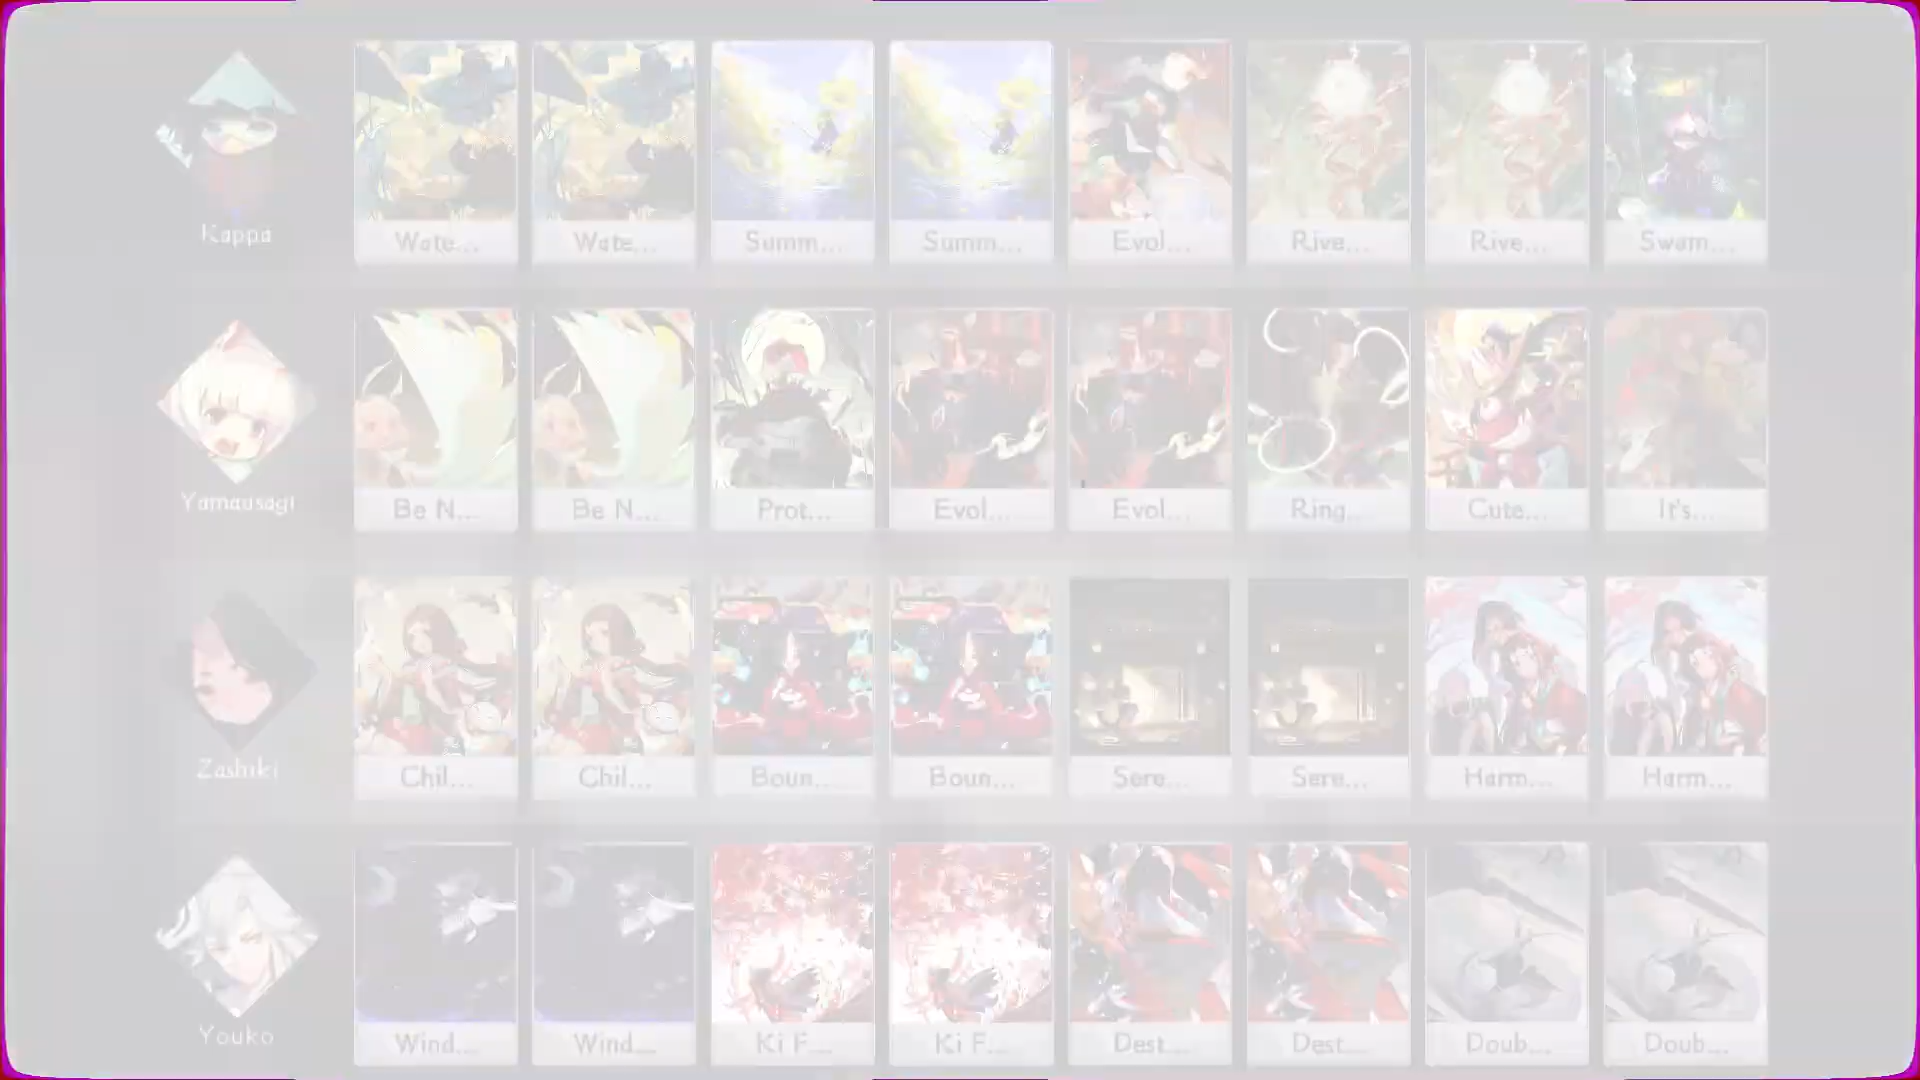 Kappa
Wate... Wate... Summ... Summ... Evol... Rive... Rive... Swam...
Yamausagi
Be N... Be N... Prot... Evol... Evol... Ring... Cute... It's...
Zashiki
Chil... Chil... Boun... Boun... Sere... Sere... Harm... Harm...
Youko
Wind... Wind... Ki F... Ki F... Dest... Dest... Doub... Doub...